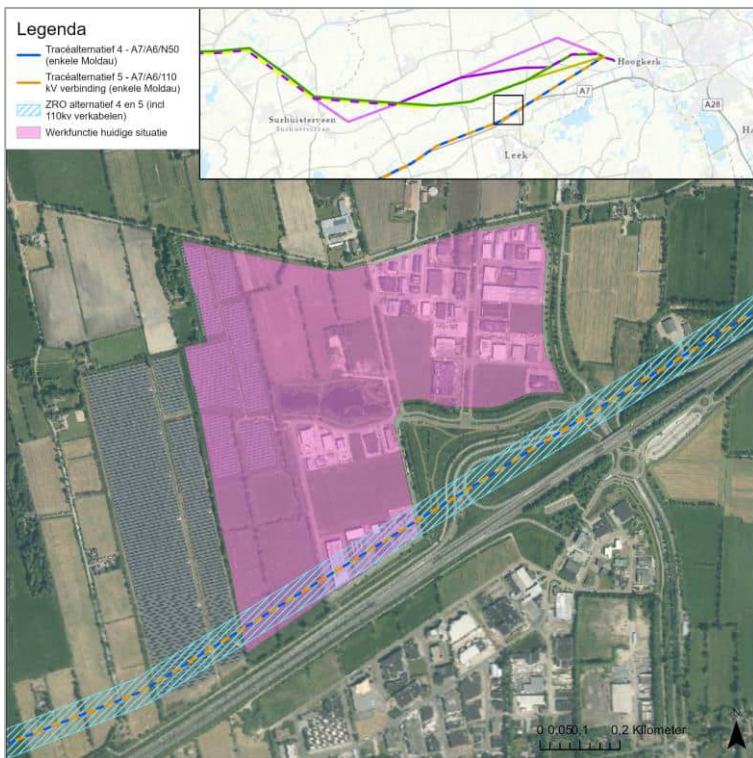 Legenda
Tracéalternatief 4 - A7/A6/N50
(enkele Moldau)
Tracéalternatief 5 - A7/A6/110
kV verbinding (enkele Moldau)
ZRO alternatief 4 en 5 (incl
110kv verkabelen)
Werkfunctie huidige situatie
Hoogkerk
A7
A28
Surhuisterveen
Surhústerfean
Leek
Ha
0 0,050,1 0,2 Kilometer
N